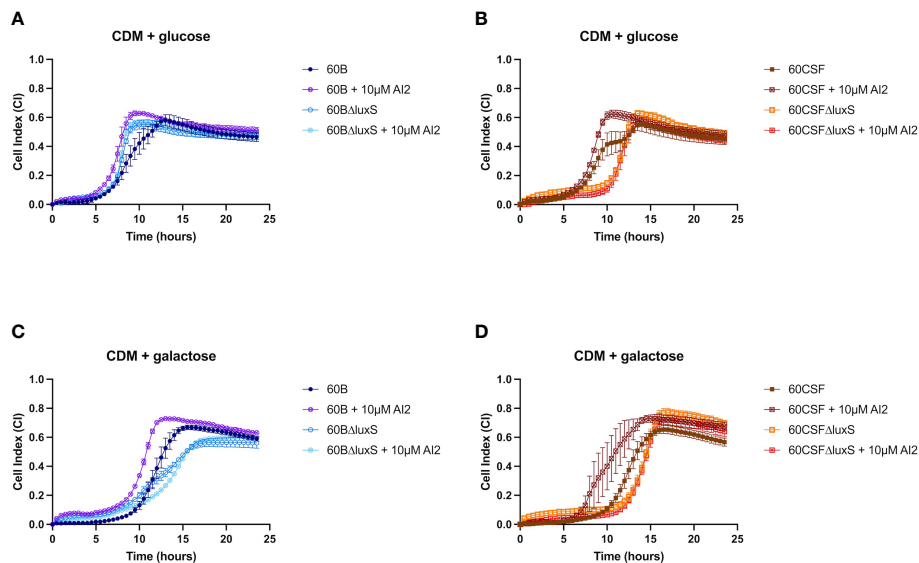 A
CDM + glucose
1.0
0.8
0.6
0.4
0.2
0.0
0
5
10
15
20
25
Cell Index (CI)
Time (hours)
60B
60B + 10µM AI2
60BΔluxS
60BΔluxS + 10µM AI2
B
CDM + glucose
1.0
0.8
0.6
0.4
0.2
0.0
0
5
10
15
20
25
Cell Index (CI)
Time (hours)
60CSF
60CSF + 10µM AI2
60CSFΔluxS
60CSFΔluxS + 10µM AI2
C
CDM + galactose
1.0
0.8
0.6
0.4
0.2
0.0
0
5
10
15
20
25
Cell Index (CI)
Time (hours)
60B
60B + 10µM AI2
60BΔluxS
60BΔluxS + 10µM AI2
D
CDM + galactose
1.0
0.8
0.6
0.4
0.2
0.0
0
5
10
15
20
25
Cell Index (CI)
Time (hours)
60CSF
60CSF + 10µM AI2
60CSFΔluxS
60CSFΔluxS + 10µM AI2